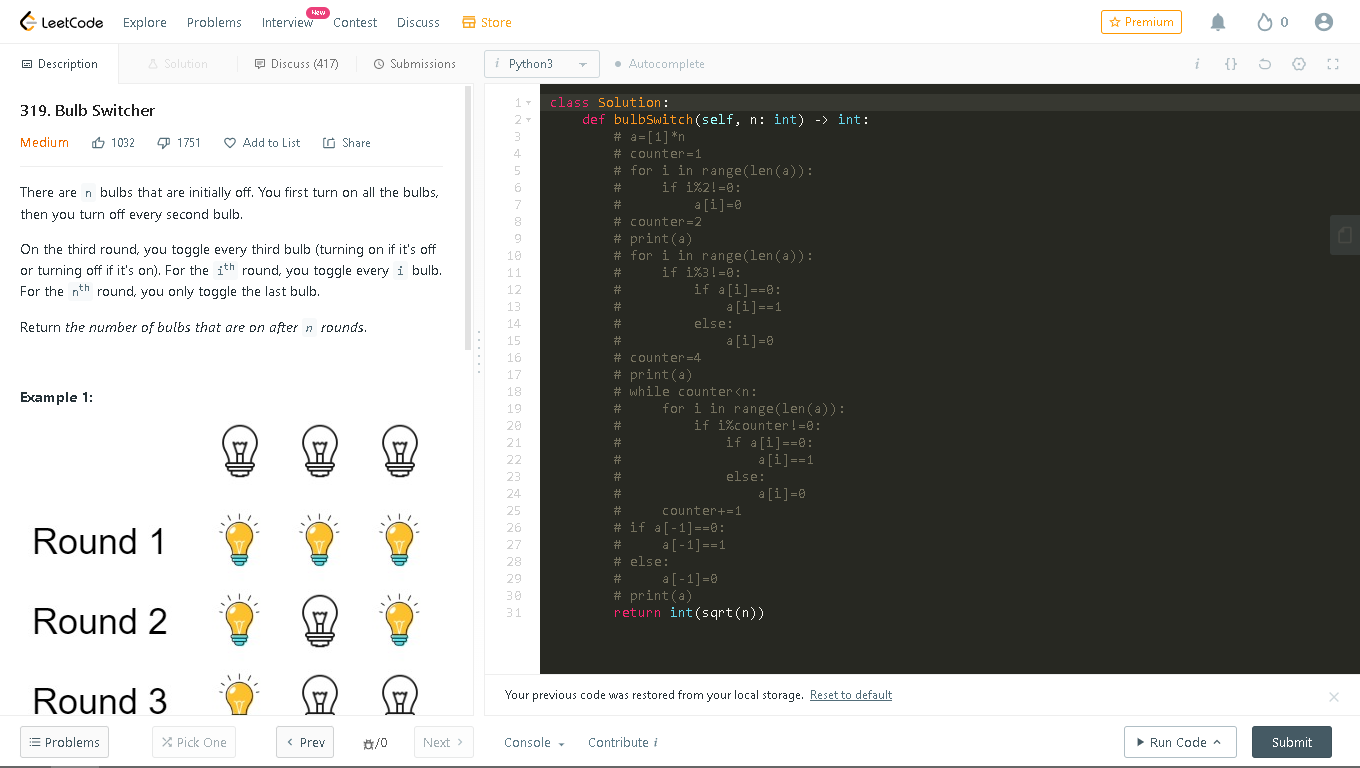 LeetCode Explore Problems Interview New Contest Discuss Store Premium 0
Description Solution Discuss (417) Submissions i Python3 Autocomplete i {}
319. Bulb Switcher
Medium 1032 1751 Add to List Share
There are n bulbs that are initially off. You first turn on all the bulbs,
then you turn off every second bulb.
On the third round, you toggle every third bulb (turning on if it's off
or turning off if it's on). For the ith round, you toggle every i bulb.
For the nth round, you only toggle the last bulb.
Return the number of bulbs that are on after n rounds.
Example 1:
Round 1
Round 2
Round 3
1 class Solution:
2 def bulbSwitch(self, n: int) -> int:
3 # a=[1]*n
4 # counter=1
5 # for i in range(len(a)):
6 # if i%2!=0:
7 # a[i]=0
8 # counter=2
9 # print(a)
10 # for i in range(len(a)):
11 # if i%3!=0:
12 # if a[i]==0:
13 # a[i]==1
14 # else:
15 # a[i]=0
16 # counter=4
17 # print(a)
18 # while counter<n:
19 # for i in range(len(a)):
20 # if i%counter!=0:
21 # if a[i]==0:
22 # a[i]==1
23 # else:
24 # a[i]=0
25 # counter+=1
26 # if a[-1]==0:
27 # a[-1]==1
28 # else:
29 # a[-1]=0
30 # print(a)
31 return int(sqrt(n))
Your previous code was restored from your local storage. Reset to default
Problems Pick One Prev /0 Next Console Contribute i Run Code Submit